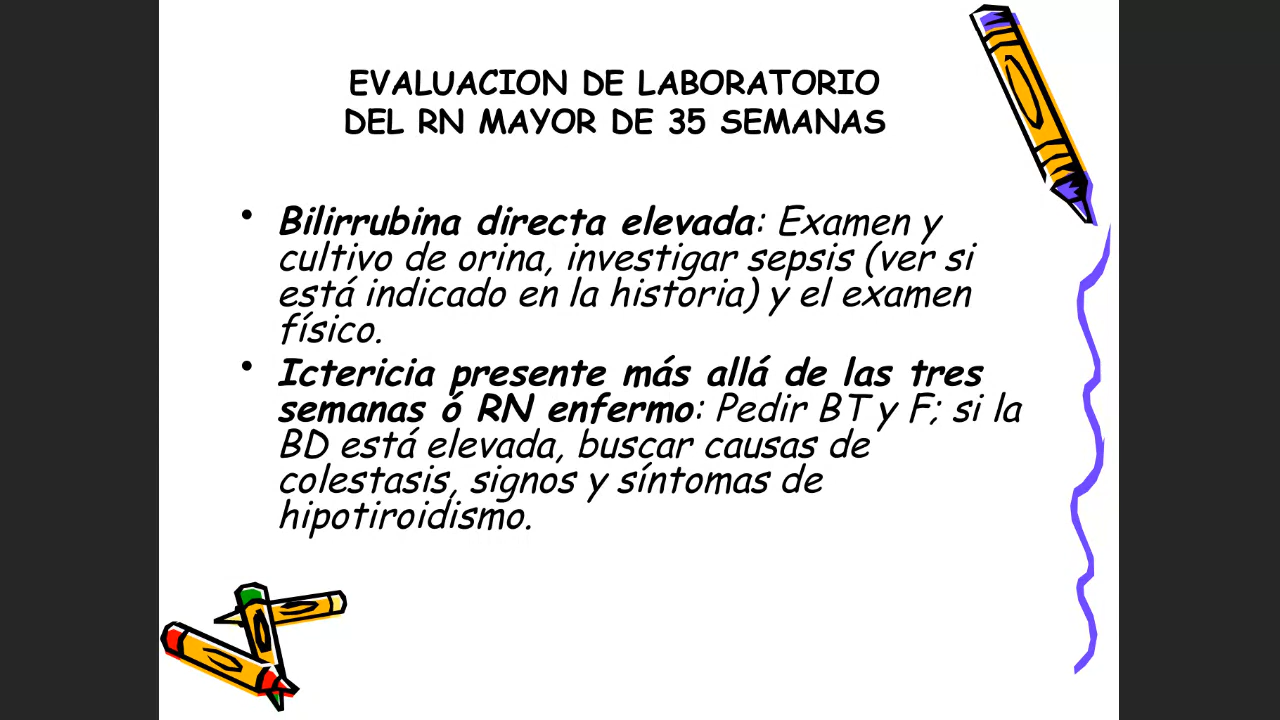 EVALUACION DE LABORATORIO
DEL RN MAYOR DE 35 SEMANAS
• Bilirrubina directa elevada: Examen y
cultivo de orina, investigar sepsis (ver si
está indicado en la historia) y el examen
físico.
• Ictericia presente más allá de las tres
semanas ó RN enfermo: Pedir BT y F; si la
BD está elevada, buscar causas de
colestasis, signos y síntomas de
hipotiroidismo.